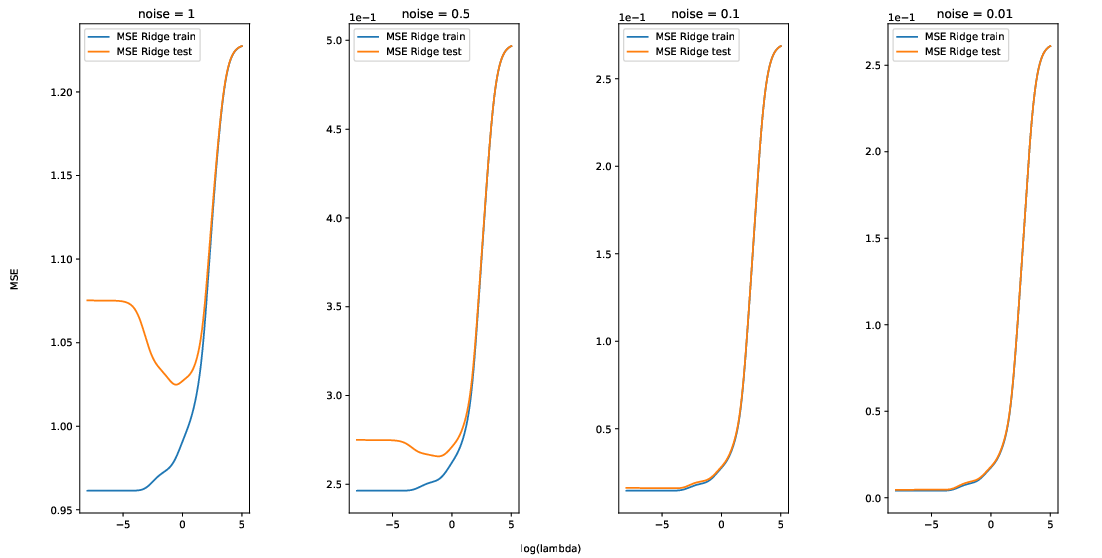 noise = 1
MSE Ridge train
MSE Ridge test
1.20
1.15
1.10
1.05
1.00
0.95
−5
0
5
MSE
1e−1
noise = 0.5
MSE Ridge train
MSE Ridge test
5.0
4.5
4.0
3.5
3.0
2.5
−5
0
5
1e−1
noise = 0.1
MSE Ridge train
MSE Ridge test
2.5
2.0
1.5
1.0
0.5
−5
0
5
1e−1
noise = 0.01
MSE Ridge train
MSE Ridge test
2.5
2.0
1.5
1.0
0.5
0.0
−5
0
5
log(lambda)